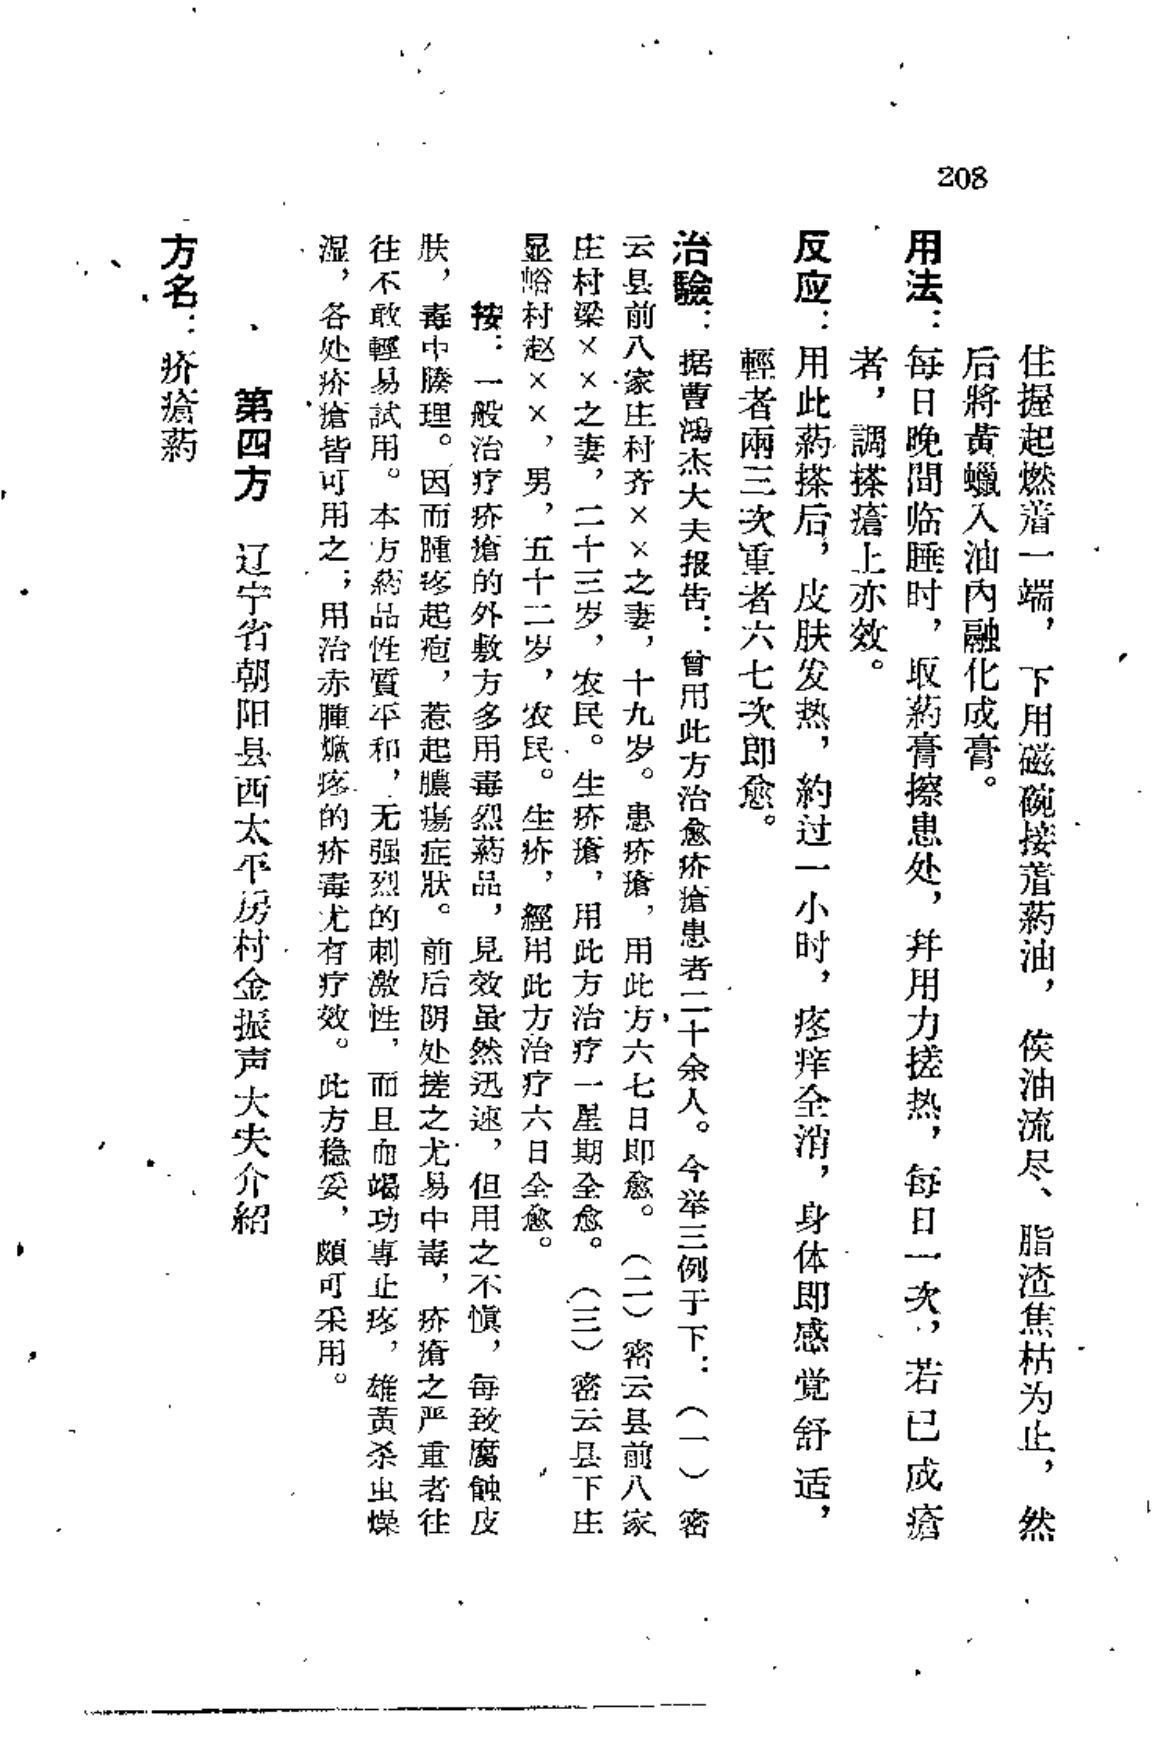 208
住握起燃着一端，下用磁碗接着葯油，俟油流尽、脂渣焦枯为止，然
后將黃蠟入油內融化成膏。
用法：每日晚間临睡时，取葯膏擦患处，幷用力搓热，每日一次，若已成瘡
者，調搽瘡上亦效。
反应：用此葯搽后，皮肤发热，約过一小时，疼痒全消，身体即感觉舒适，
輕者兩三次重者六七次即愈。
治驗：据曹鴻杰大夫报告：曾用此方治愈疥瘡患者二十余人。今举三例于下：（一）密
云县前八家庄村齐××之妻，十九岁。患疥瘡，用此方六七日即愈。（二）密云县前八家
庄村梁××之妻，二十三岁，农民。生疥瘡，用此方治疗一星期全愈。（三）密云县下庄
显峪村赵××，男，五十二岁，农民。生疥，經用此方治疗六日全愈。
按：一般治疗疥瘡的外敷方多用毒烈葯品，見效虽然迅速，但用之不愼，每致腐蝕皮
肤，毒中腠理。因而腫疼起疱，惹起膿瘍症狀。前后阴处搓之尤易中毒，疥瘡之严重者往
往不敢輕易試用。本方葯品性質平和，无强烈的刺激性，而且血竭功專止疼，雄黃杀虫燥
湿，各处疥瘡皆可用之；用治赤腫焮疼的疥毒尤有疗效。此方穩妥，頗可采用。
第四方　辽宁省朝阳县西太平房村金振声大夫介紹
方名：疥瘡葯